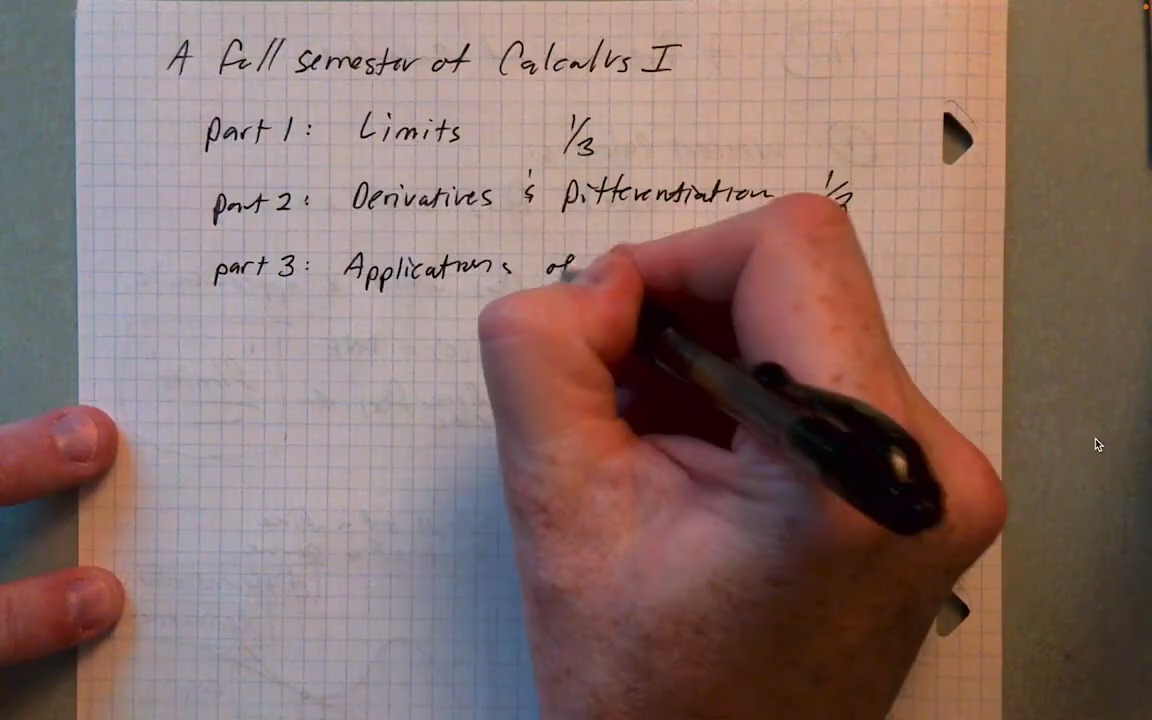 A full semester of Calculus I
part 1: Limits 1/3
part 2: Derivatives & Differentiation
part 3: Applications of